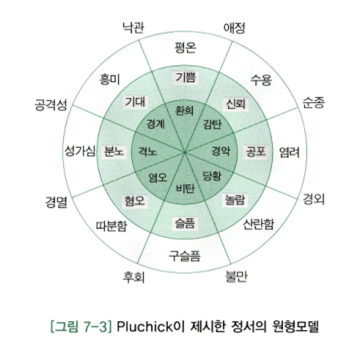 낙관 애정
평온
흥미 기쁨 수용
공격성 기대 환희 신뢰 순종
경계 감탄
성가심 분노 격노 경악 공포 염려
염오 당황
경멸 혐오 비탄 놀람 경외
따분함 슬픔 산란함
구슬픔
후회 불만
[그림 7-3] Pluchick이 제시한 정서의 원형모델